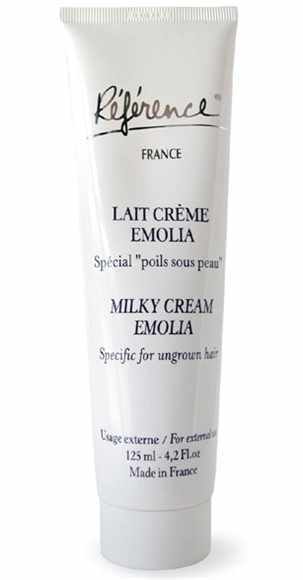 Référence™
FRANCE
LAIT CRÈME
EMOLIA
Spécial "poils sous peau"
MILKY CREAM
EMOLIA
Specific for ungrown hair
Usage externe / For external
125 ml - 4,2 Fl.oz
Made in France